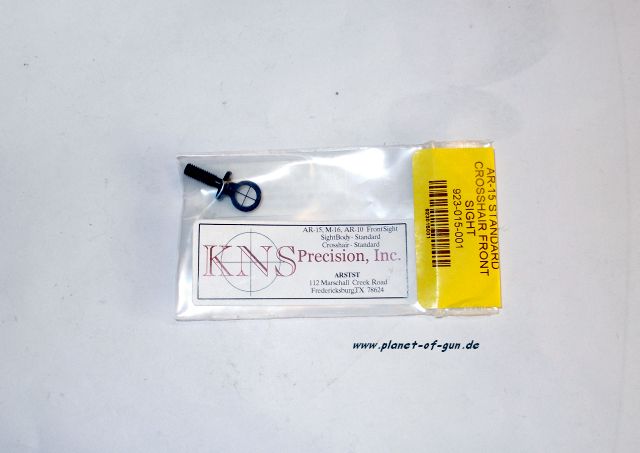 AR-15, M-16, AR-10 FrontSight
SightBody- Standard
Crosshair- Standard
KNS Precision, Inc.
ARSTST
112 Marschall Creek Road
Fredericksburg,TX 78624
AR-15 STANDARD
CROSSHAIR FRONT
SIGHT
923-015-001
www.planet-of-gun.de